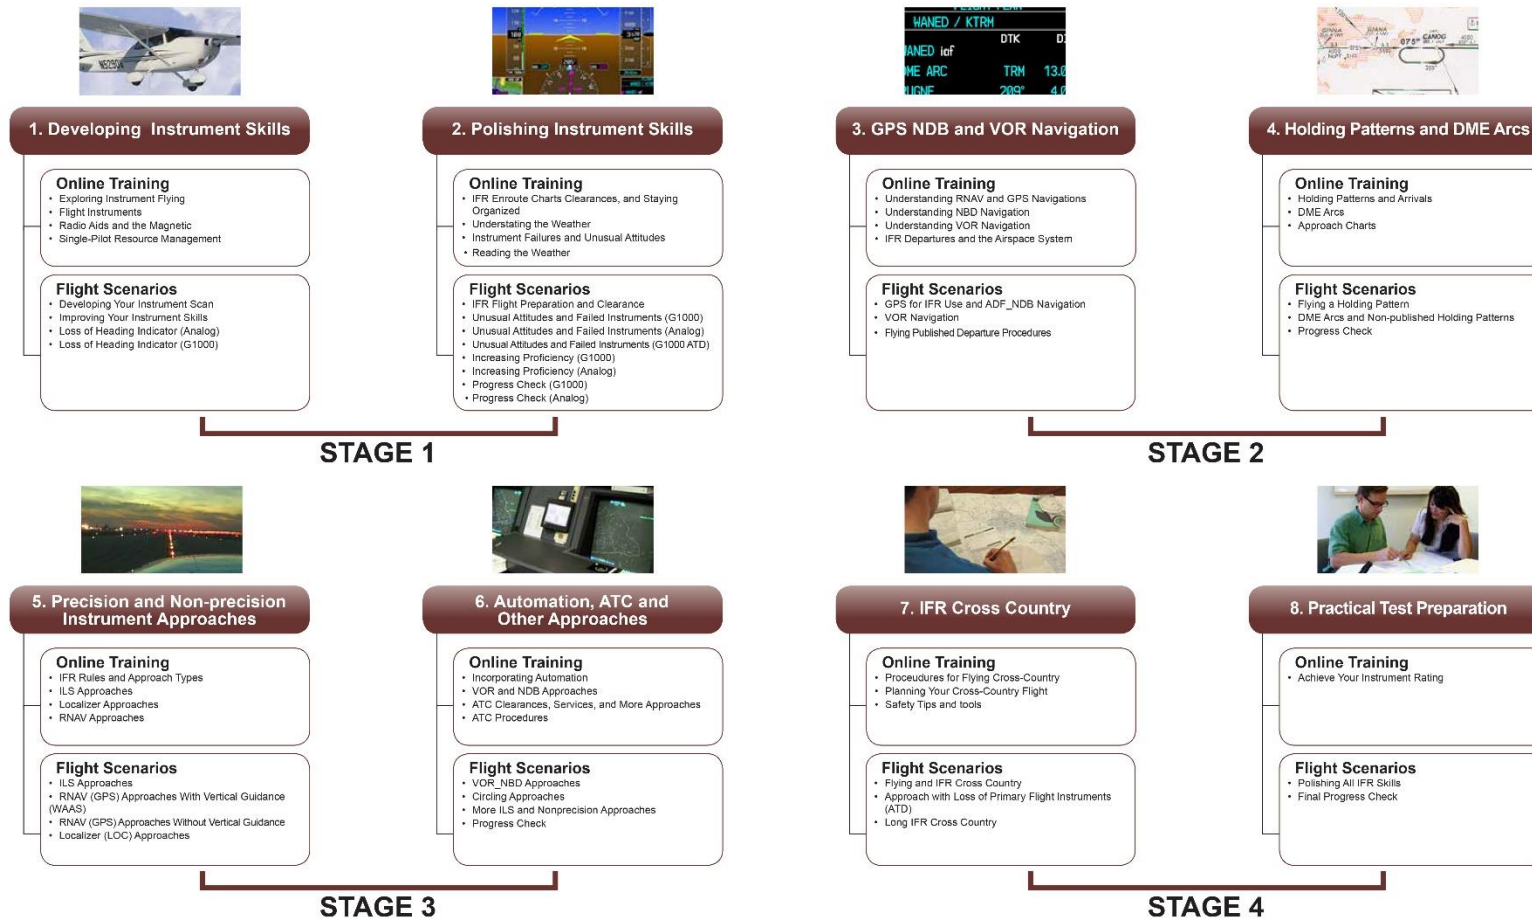 N52901
FLIGHT PLAN
WANED / KTRM
DTK
WANED iaf
DME ARC TRM 13.0
PUGNE 209° 4.0
075° CANOG
1. Developing  Instrument Skills
Online Training
• Exploring Instrument Flying
• Flight Instruments
• Radio Aids and the Magnetic
• Single-Pilot Resource Management
Flight Scenarios
• Developing Your Instrument Scan
• Improving Your Instrument Skills
• Loss of Heading Indicator (Analog)
• Loss of Heading Indicator (G1000)
2. Polishing Instrument Skills
Online Training
• IFR Enroute Charts Clearances, and Staying
Organized
• Understating the Weather
• Instrument Failures and Unusual Attitudes
• Reading the Weather
Flight Scenarios
• IFR Flight Preparation and Clearance
• Unusual Attitudes and Failed Instruments (G1000)
• Unusual Attitudes and Failed Instruments (Analog)
• Unusual Attitudes and Failed Instruments (G1000 ATD)
• Increasing Proficiency (G1000)
• Increasing Proficiency (Analog)
• Progress Check (G1000)
• Progress Check (Analog)
STAGE 1
3. GPS NDB and VOR Navigation
Online Training
• Understanding RNAV and GPS Navigations
• Understanding NBD Navigation
• Understanding VOR Navigation
• IFR Departures and the Airspace System
Flight Scenarios
• GPS for IFR Use and ADF_NDB Navigation
• VOR Navigation
• Flying Published Departure Procedures
4. Holding Patterns and DME Arcs
Online Training
• Holding Patterns and Arrivals
• DME Arcs
• Approach Charts
Flight Scenarios
• Flying a Holding Pattern
• DME Arcs and Non-published Holding Patterns
• Progress Check
STAGE 2
5. Precision and Non-precision
Instrument Approaches
Online Training
• IFR Rules and Approach Types
• ILS Approaches
• Localizer Approaches
• RNAV Approaches
Flight Scenarios
• ILS Approaches
• RNAV (GPS) Approaches With Vertical Guidance
(WAAS)
• RNAV (GPS) Approaches Without Vertical Guidance
• Localizer (LOC) Approaches
6. Automation, ATC and
Other Approaches
Online Training
• Incorporating Automation
• VOR and NDB Approaches
• ATC Clearances, Services, and More Approaches
• ATC Procedures
Flight Scenarios
• VOR_NBD Approaches
• Circling Approaches
• More ILS and Nonprecision Approaches
• Progress Check
STAGE 3
7. IFR Cross Country
Online Training
• Proceudures for Flying Cross-Country
• Planning Your Cross-Country Flight
• Safety Tips and tools
Flight Scenarios
• Flying and IFR Cross Country
• Approach with Loss of Primary Flight Instruments
(ATD)
• Long IFR Cross Country
8. Practical Test Preparation
Online Training
• Achieve Your Instrument Rating
Flight Scenarios
• Polishing All IFR Skills
• Final Progress Check
STAGE 4